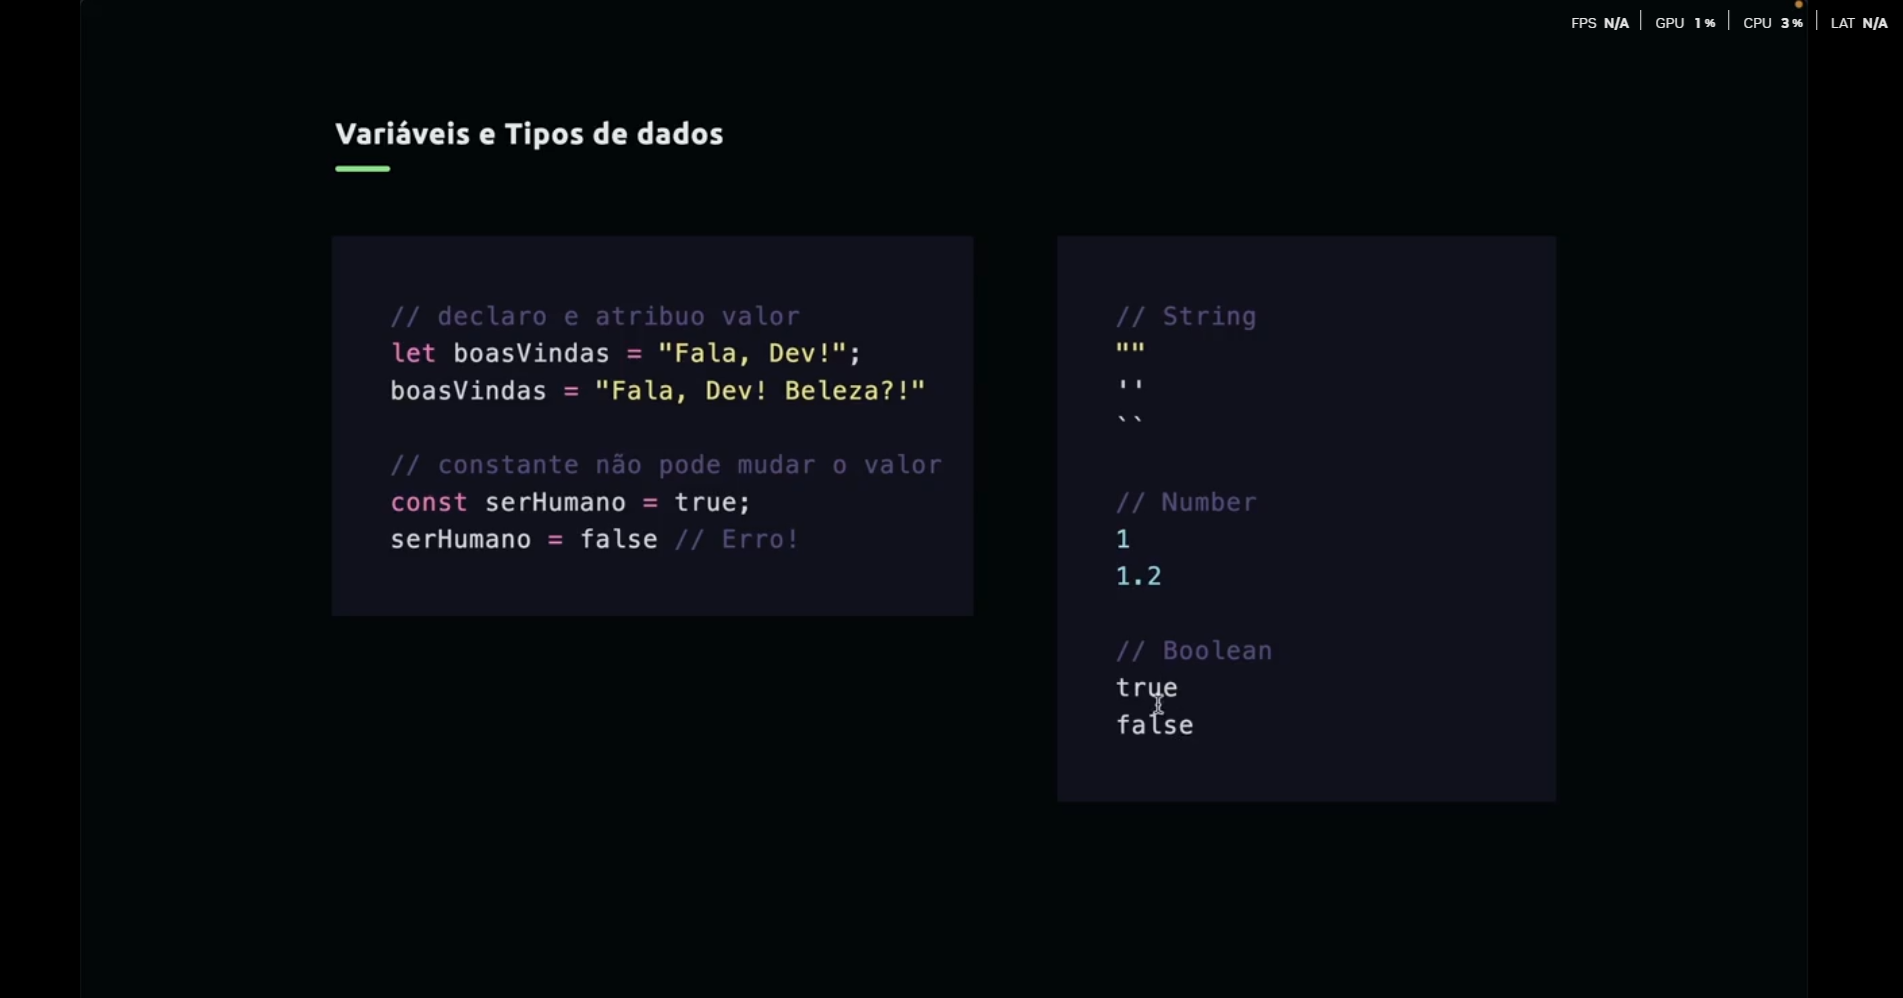 FPS N/A | GPU 1 % | CPU 3 % | LAT N/A
Variáveis e Tipos de dados
// declaro e atribuo valor
let boasVindas = "Fala, Dev!";
boasVindas = "Fala, Dev! Beleza?!"
// constante não pode mudar o valor
const serHumano = true;
serHumano = false // Erro!
// String
""
''
``
// Number
1
1.2
// Boolean
true
false